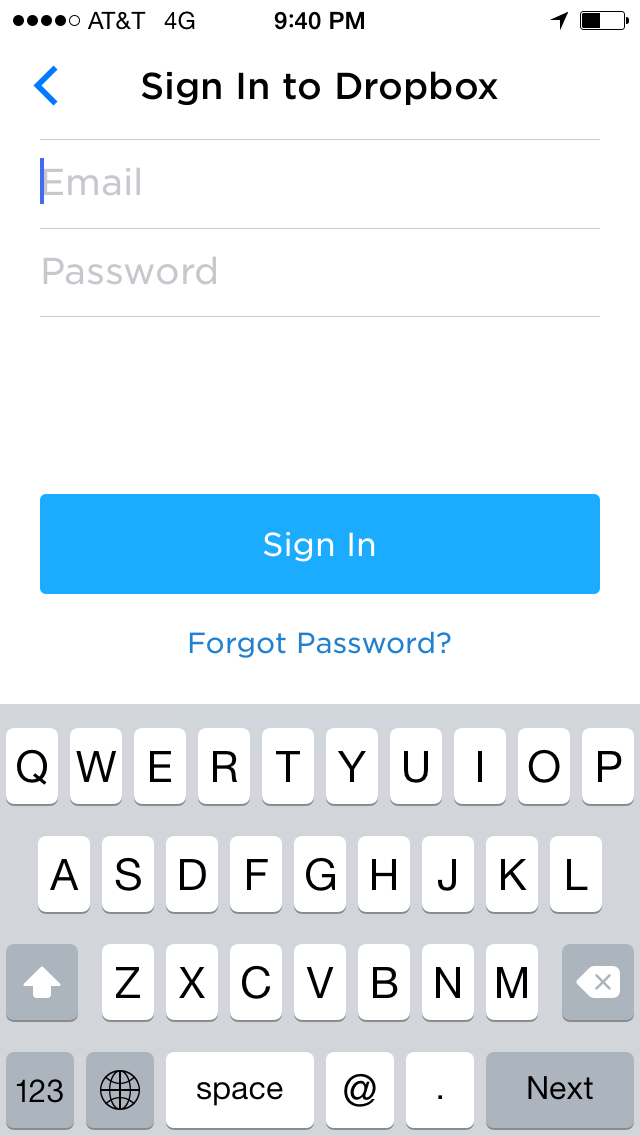 AT&T 4G 9:40 PM
Sign In to Dropbox
Email
Password
Sign In
Forgot Password?
Q W E R T Y U I O P
A S D F G H J K L
Z X C V B N M
123 space @ . Next